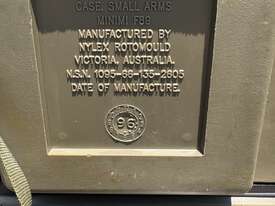 CASE, SMALL ARMS
MINIMI F89
MANUFACTURED BY
NYLEX ROTOMOULD
VICTORIA, AUSTRALIA.
N.S.N. 1095-66-135-2605
DATE OF MANUFACTURE.
96